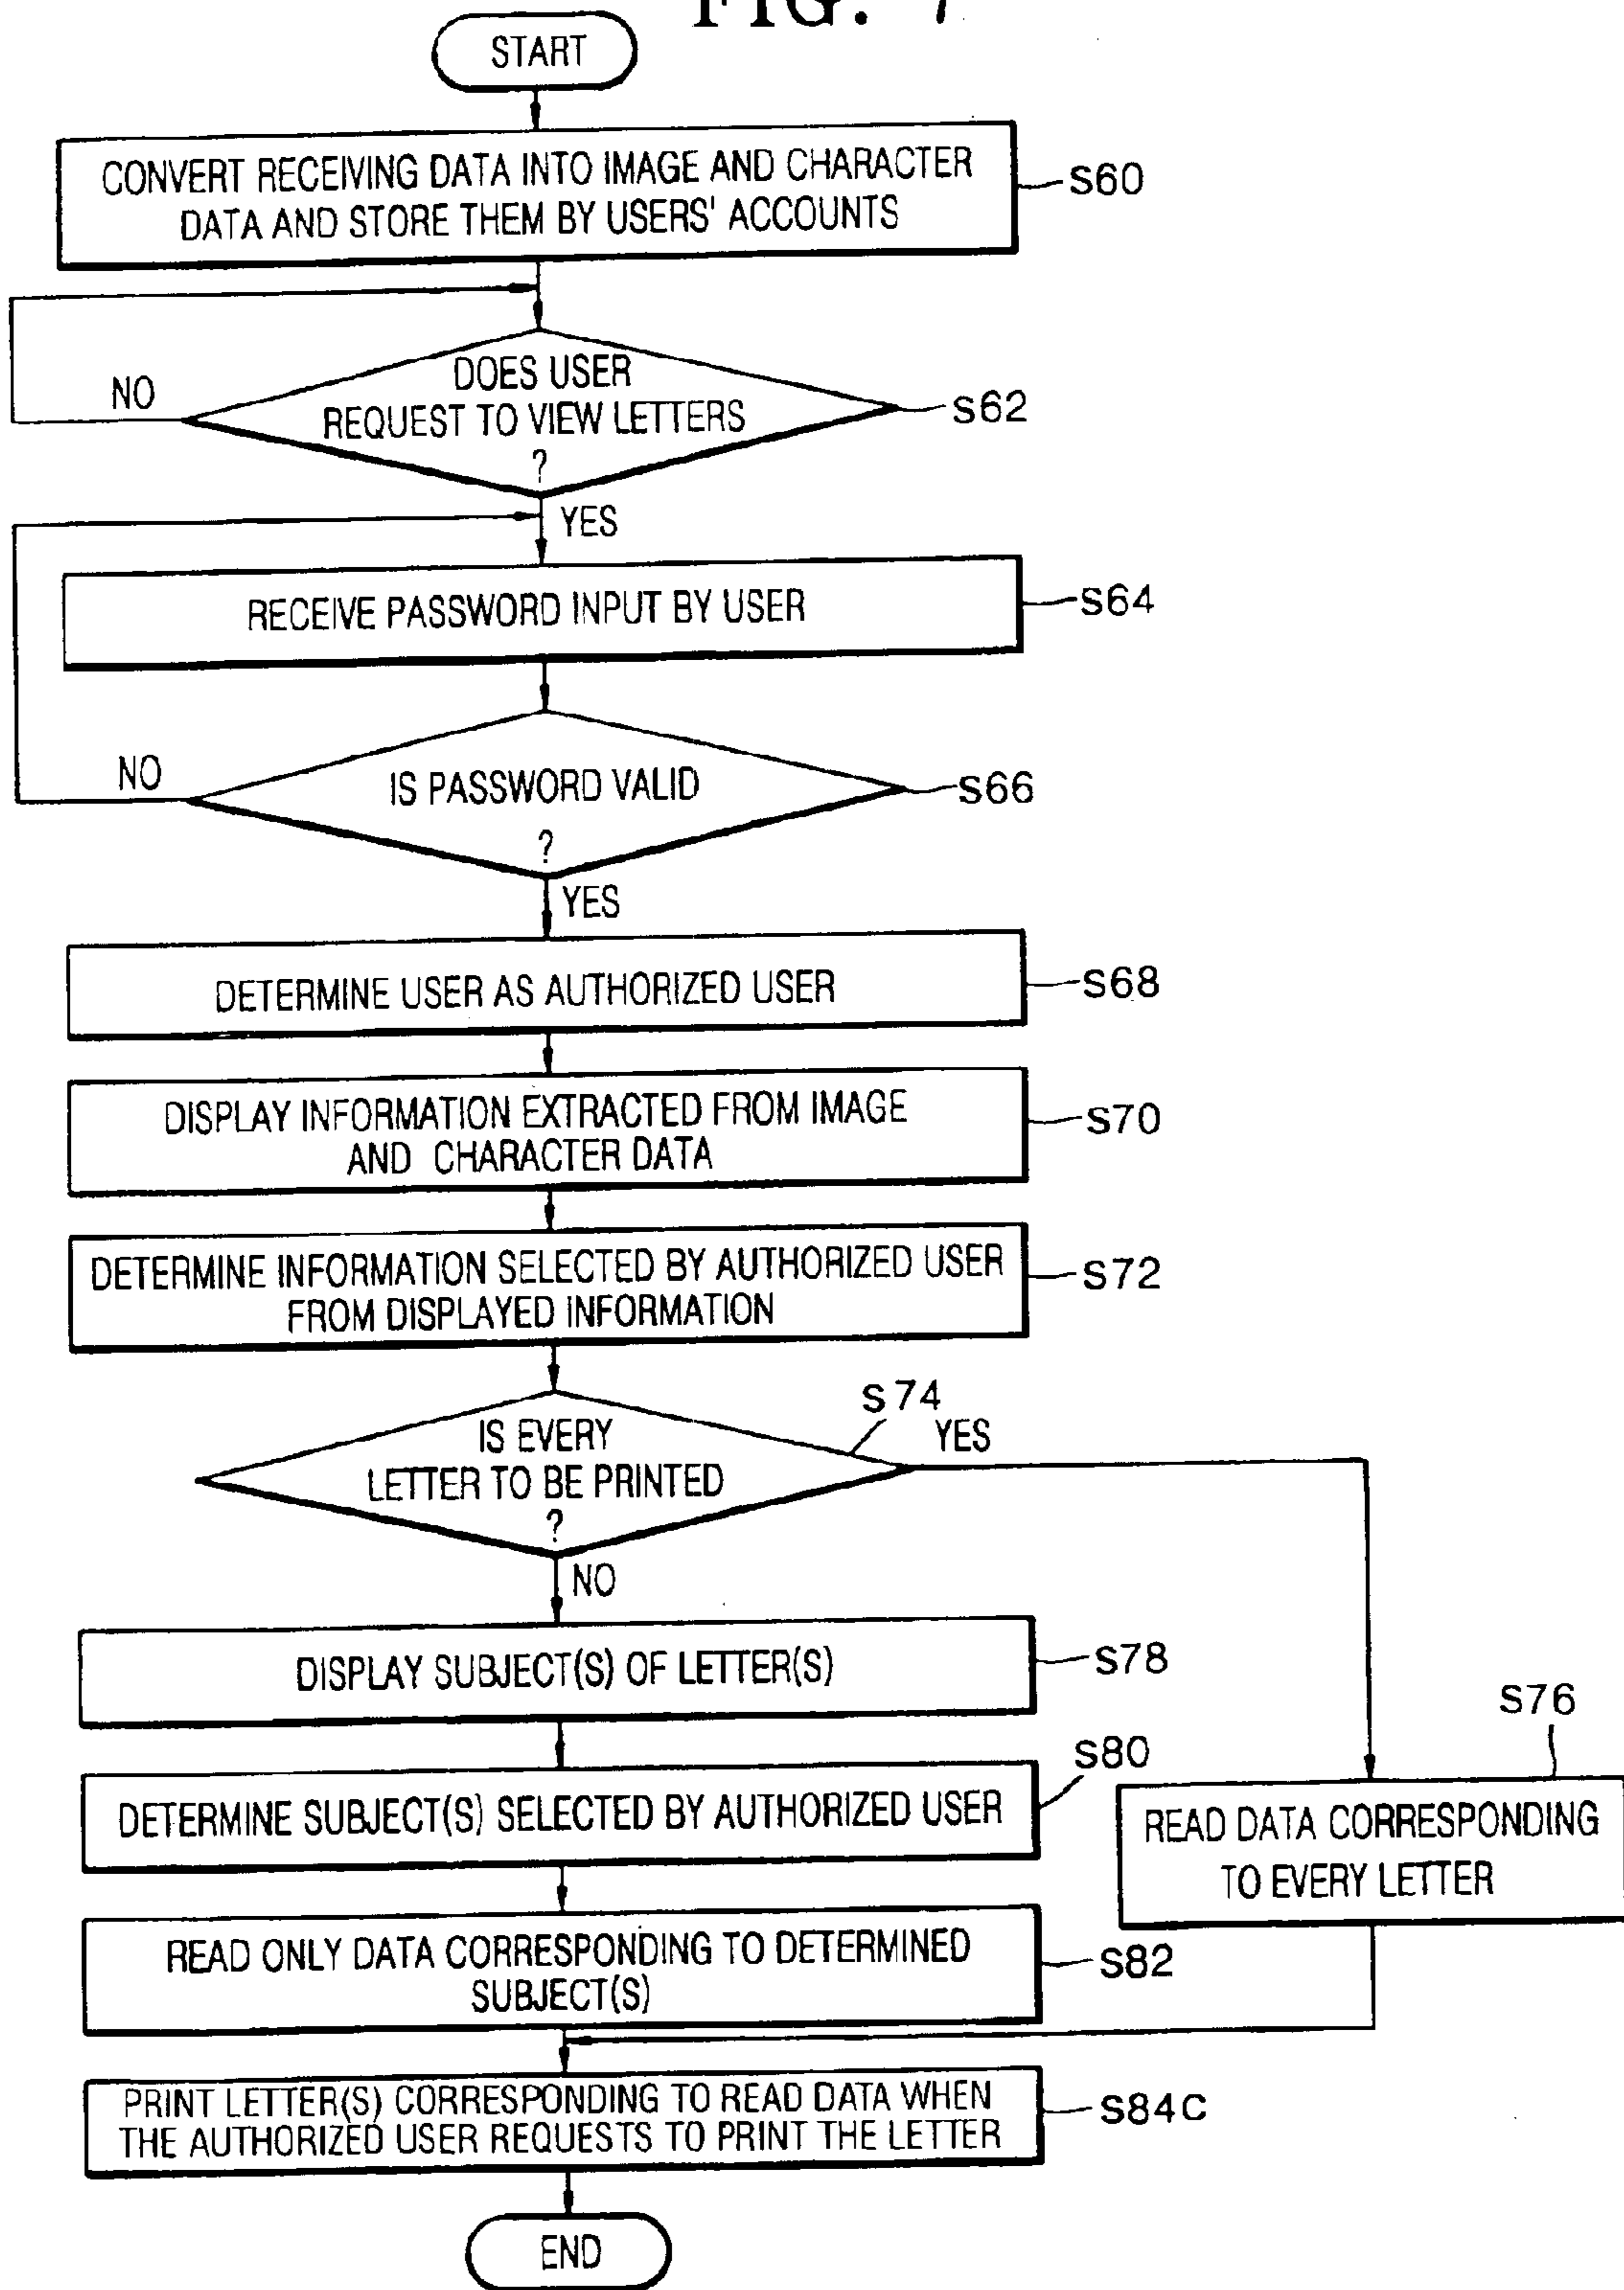 FIG. 7
START
CONVERT RECEIVING DATA INTO IMAGE AND CHARACTER
DATA AND STORE THEM BY USERS' ACCOUNTS
S60
DOES USER
REQUEST TO VIEW LETTERS
?
NO
S62
YES
RECEIVE PASSWORD INPUT BY USER
S64
NO
IS PASSWORD VALID
?
S66
YES
DETERMINE USER AS AUTHORIZED USER
S68
DISPLAY INFORMATION EXTRACTED FROM IMAGE
AND CHARACTER DATA
S70
DETERMINE INFORMATION SELECTED BY AUTHORIZED USER
FROM DISPLAYED INFORMATION
S72
S74
IS EVERY
LETTER TO BE PRINTED
?
YES
NO
DISPLAY SUBJECT(S) OF LETTER(S)
S78
S76
S80
DETERMINE SUBJECT(S) SELECTED BY AUTHORIZED USER
READ DATA CORRESPONDING
TO EVERY LETTER
READ ONLY DATA CORRESPONDING TO DETERMINED
SUBJECT(S)
S82
PRINT LETTER(S) CORRESPONDING TO READ DATA WHEN
THE AUTHORIZED USER REQUESTS TO PRINT THE LETTER
S84C
END